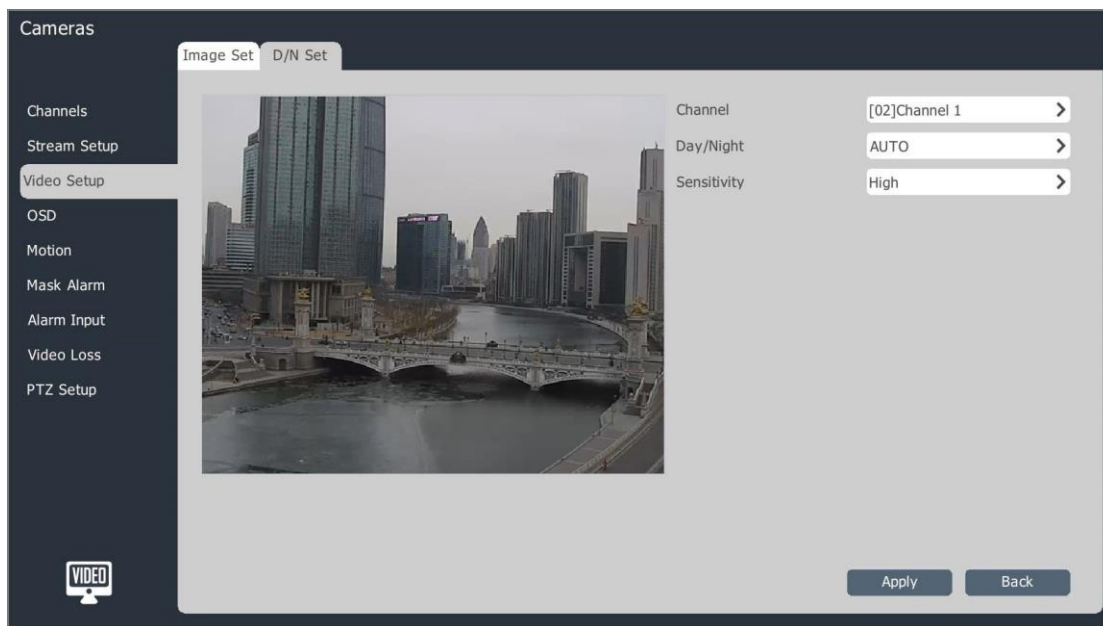 Cameras
Image Set D/N Set
Channels
Stream Setup
Video Setup
OSD
Motion
Mask Alarm
Alarm Input
Video Loss
PTZ Setup
Channel [02]Channel 1
Day/Night AUTO
Sensitivity High
VIDEO
Apply Back